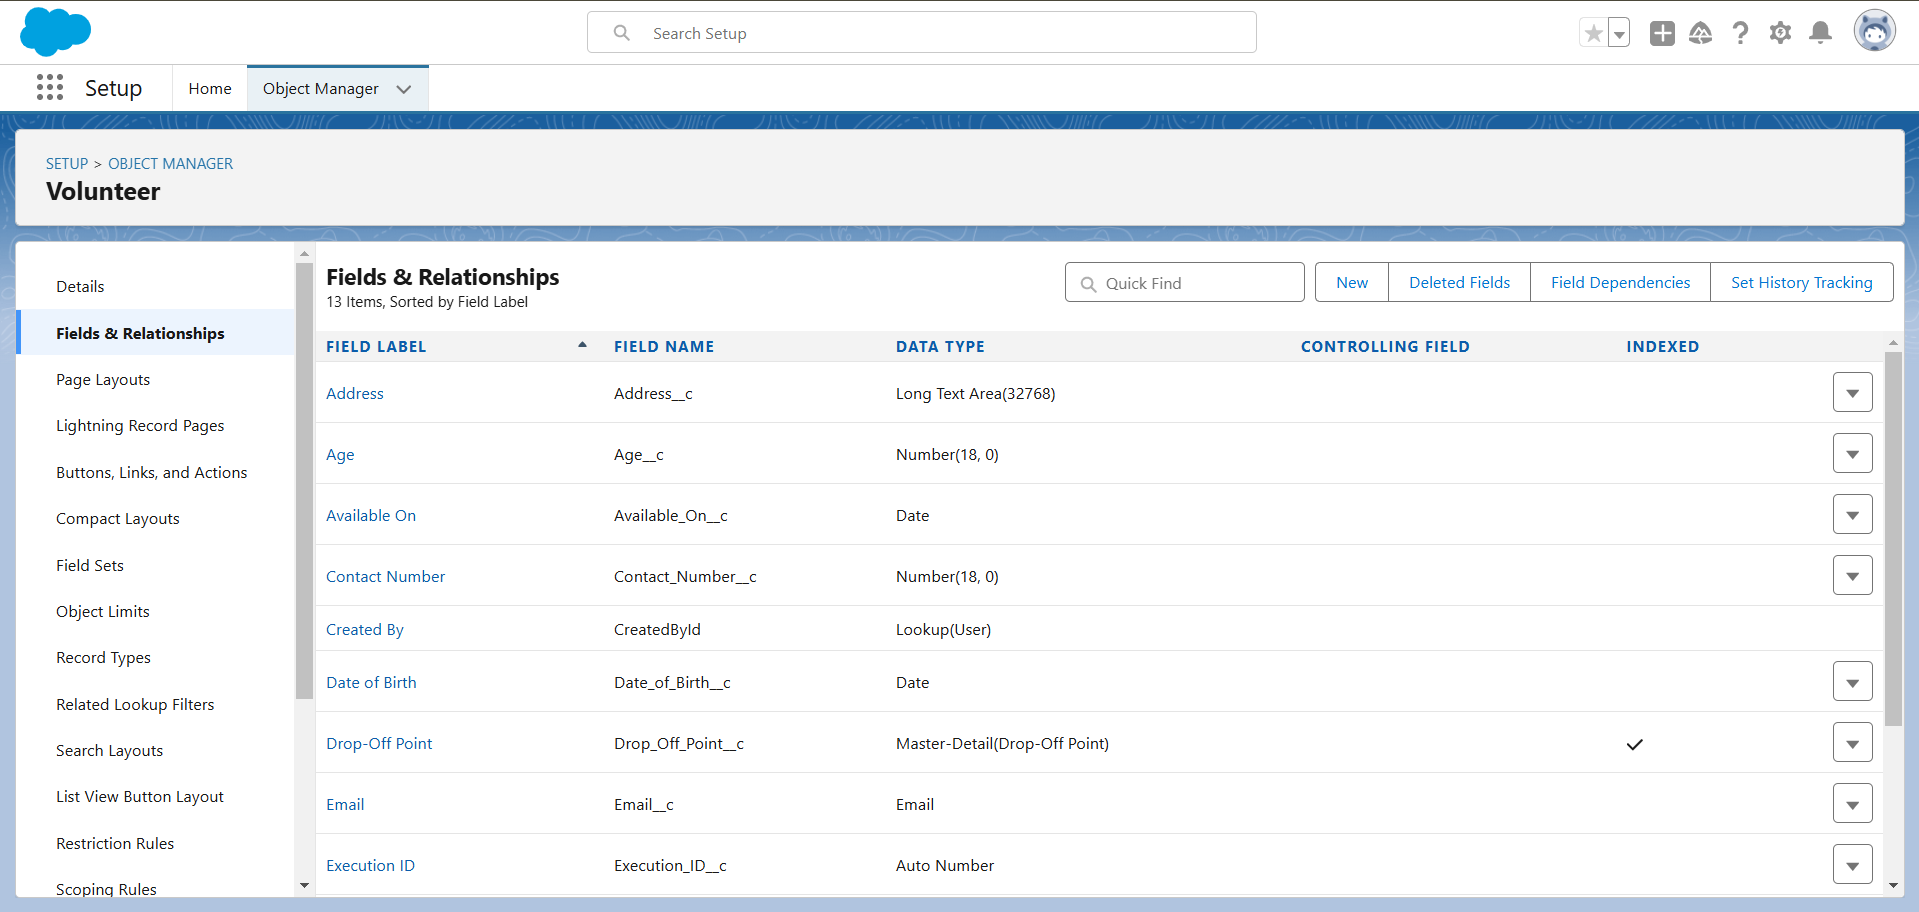 Search Setup
Setup
Home
Object Manager
SETUP > OBJECT MANAGER
Volunteer
Details
Fields & Relationships
Page Layouts
Lightning Record Pages
Buttons, Links, and Actions
Compact Layouts
Field Sets
Object Limits
Record Types
Related Lookup Filters
Search Layouts
List View Button Layout
Restriction Rules
Scoping Rules
Fields & Relationships
13 Items, Sorted by Field Label
Quick Find
New
Deleted Fields
Field Dependencies
Set History Tracking
FIELD LABEL FIELD NAME DATA TYPE CONTROLLING FIELD INDEXED
Address Address__c Long Text Area(32768)
Age Age__c Number(18, 0)
Available On Available_On__c Date
Contact Number Contact_Number__c Number(18, 0)
Created By CreatedById Lookup(User)
Date of Birth Date_of_Birth__c Date
Drop-Off Point Drop_Off_Point__c Master-Detail(Drop-Off Point)
Email Email__c Email
Execution ID Execution_ID__c Auto Number